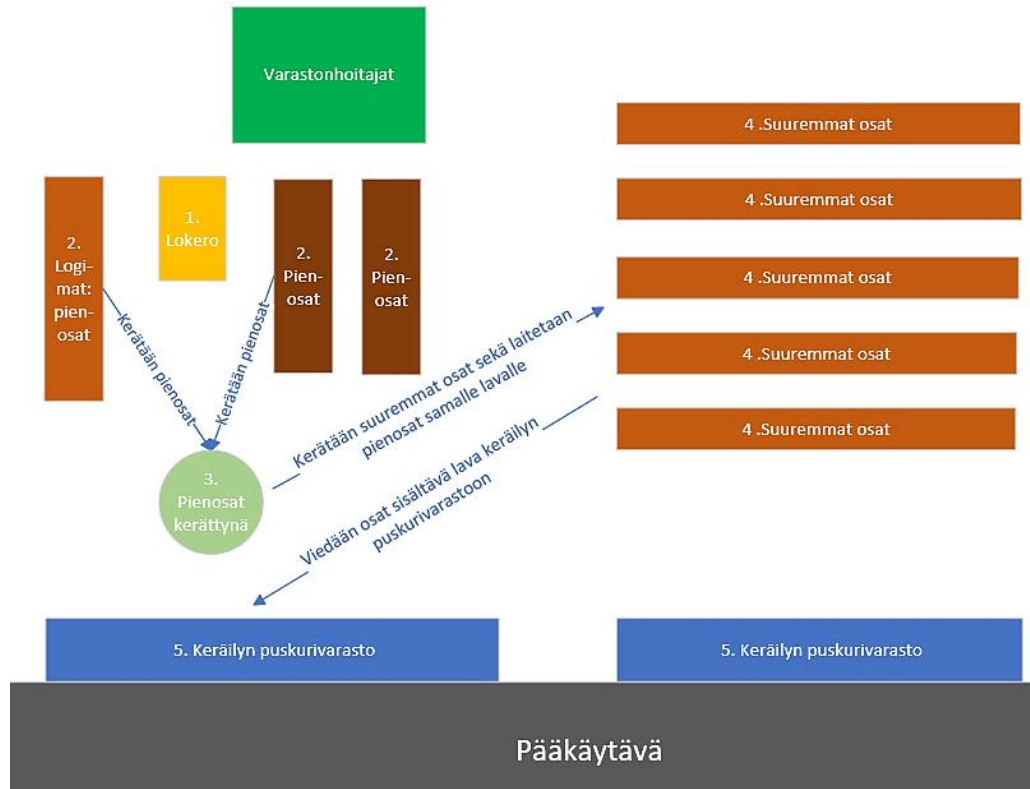 Varastonhoitajat
4 .Suuremmat osat
4 .Suuremmat osat
4 .Suuremmat osat
4 .Suuremmat osat
4 .Suuremmat osat
2.
Logi-
mat:
pien-
osat
1.
Lokero
2.
Pien-
osat
2.
Pien-
osat
Kerätään pienosat
Kerätään pienosat
3.
Pienosat
kerättynä
Kerätään suuremmat osat sekä laitetaan
pienosat samalle lavalle
Viedään osat sisältävä lava keräilyn
puskurivarastoon
5. Keräilyn puskurivarasto
5. Keräilyn puskurivarasto
Pääkäytävä